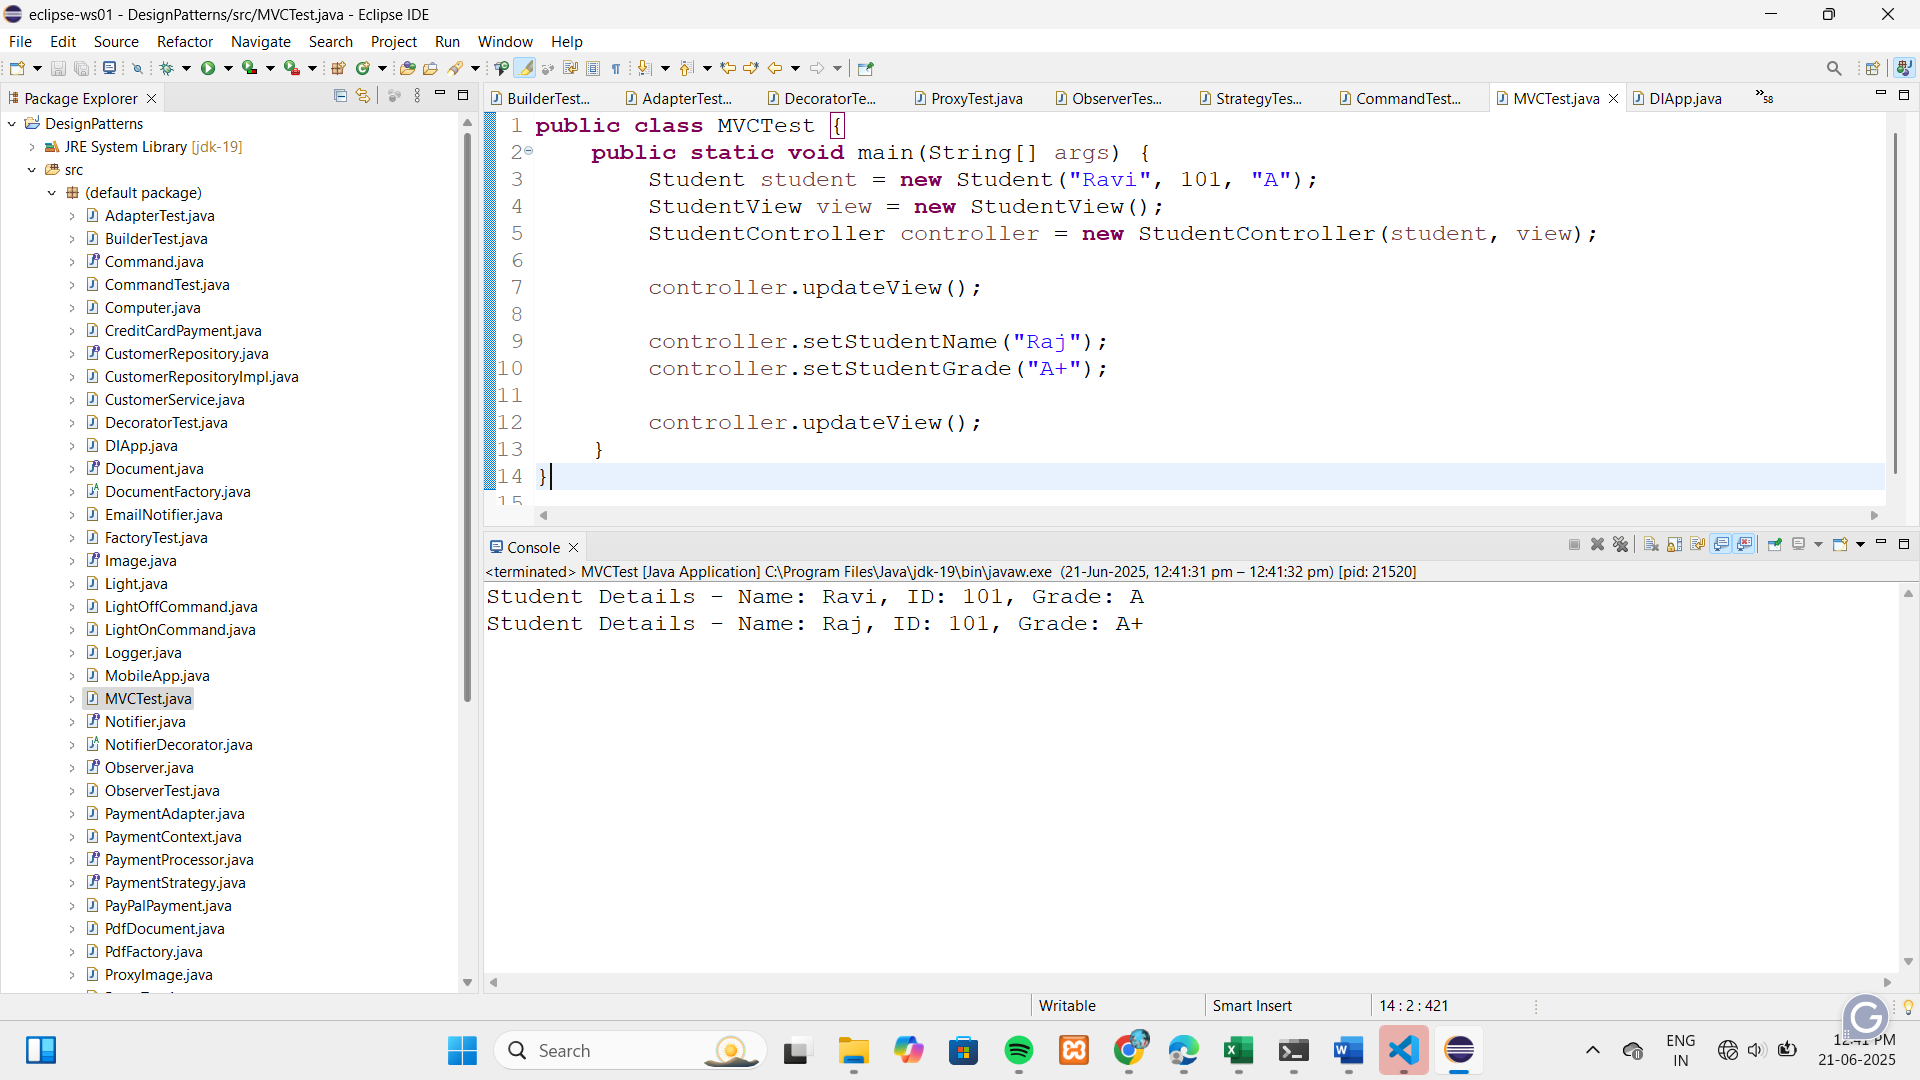 eclipse-ws01 - DesignPatterns/src/MVCTest.java - Eclipse IDE
File Edit Source Refactor Navigate Search Project Run Window Help
Package Explorer
DesignPatterns
JRE System Library [jdk-19]
src
(default package)
AdapterTest.java
BuilderTest.java
Command.java
CommandTest.java
Computer.java
CreditCardPayment.java
CustomerRepository.java
CustomerRepositoryImpl.java
CustomerService.java
DecoratorTest.java
DIApp.java
Document.java
DocumentFactory.java
EmailNotifier.java
FactoryTest.java
Image.java
Light.java
LightOffCommand.java
LightOnCommand.java
Logger.java
MobileApp.java
MVCTest.java
Notifier.java
NotifierDecorator.java
Observer.java
ObserverTest.java
PaymentAdapter.java
PaymentContext.java
PaymentProcessor.java
PaymentStrategy.java
PayPalPayment.java
PdfDocument.java
PdfFactory.java
ProxyImage.java
BuilderTest... AdapterTest... DecoratorTe... ProxyTest.java ObserverTes... StrategyTes... CommandTest... MVCTest.java DIApp.java »58
1 public class MVCTest {
2 public static void main(String[] args) {
3 Student student = new Student("Ravi", 101, "A");
4 StudentView view = new StudentView();
5 StudentController controller = new StudentController(student, view);
6
7 controller.updateView();
8
9 controller.setStudentName("Raj");
10 controller.setStudentGrade("A+");
11
12 controller.updateView();
13 }
14 }
15
Console
<terminated> MVCTest [Java Application] C:\Program Files\Java\jdk-19\bin\javaw.exe (21-Jun-2025, 12:41:31 pm – 12:41:32 pm) [pid: 21520]
Student Details - Name: Ravi, ID: 101, Grade: A
Student Details - Name: Raj, ID: 101, Grade: A+
Writable Smart Insert 14 : 2 : 421
Search
ENG
IN
12:41 PM
21-06-2025